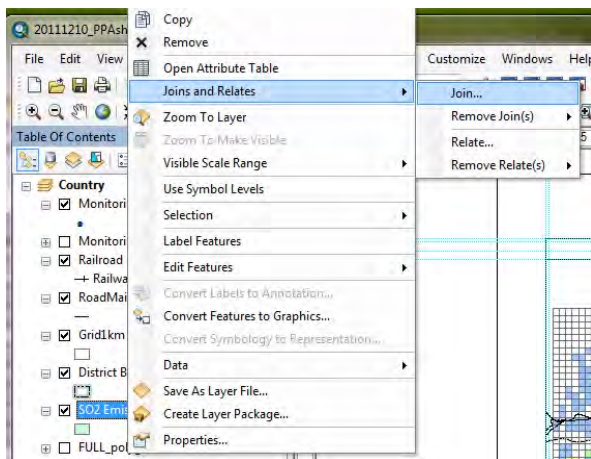 20111210_PPAsh
File Edit View
Customize Windows Help
Table Of Contents
Country
Monitori
Monitori
Railroad
Railwa
RoadMai
Grid1km
District B
SO2 Emis
FULL_pol
Copy
Remove
Open Attribute Table
Joins and Relates
Zoom To Layer
Zoom To Make Visible
Visible Scale Range
Use Symbol Levels
Selection
Label Features
Edit Features
Convert Labels to Annotation...
Convert Features to Graphics...
Convert Symbology to Representation...
Data
Save As Layer File...
Create Layer Package...
Properties...
Join...
Remove Join(s)
Relate...
Remove Relate(s)